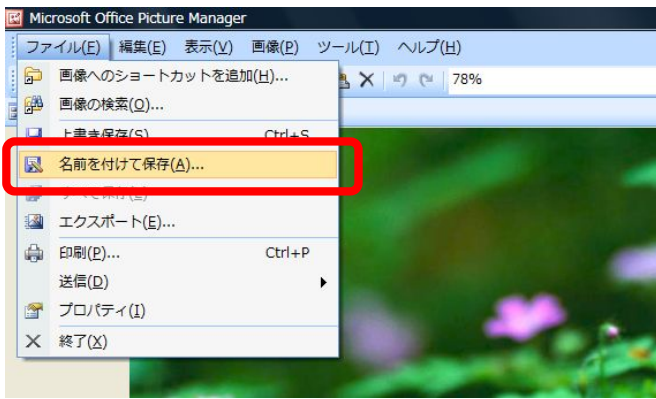 Microsoft Office Picture Manager
ファイル(F) 編集(E) 表示(V) 画像(P) ツール(T) ヘルプ(H)
画像へのショートカットを追加(H)...
78%
画像の検索(O)...
上書き保存(S) Ctrl+S
名前を付けて保存(A)...
エクスポート(E)...
印刷(P)... Ctrl+P
送信(D)
プロパティ(I)
終了(X)